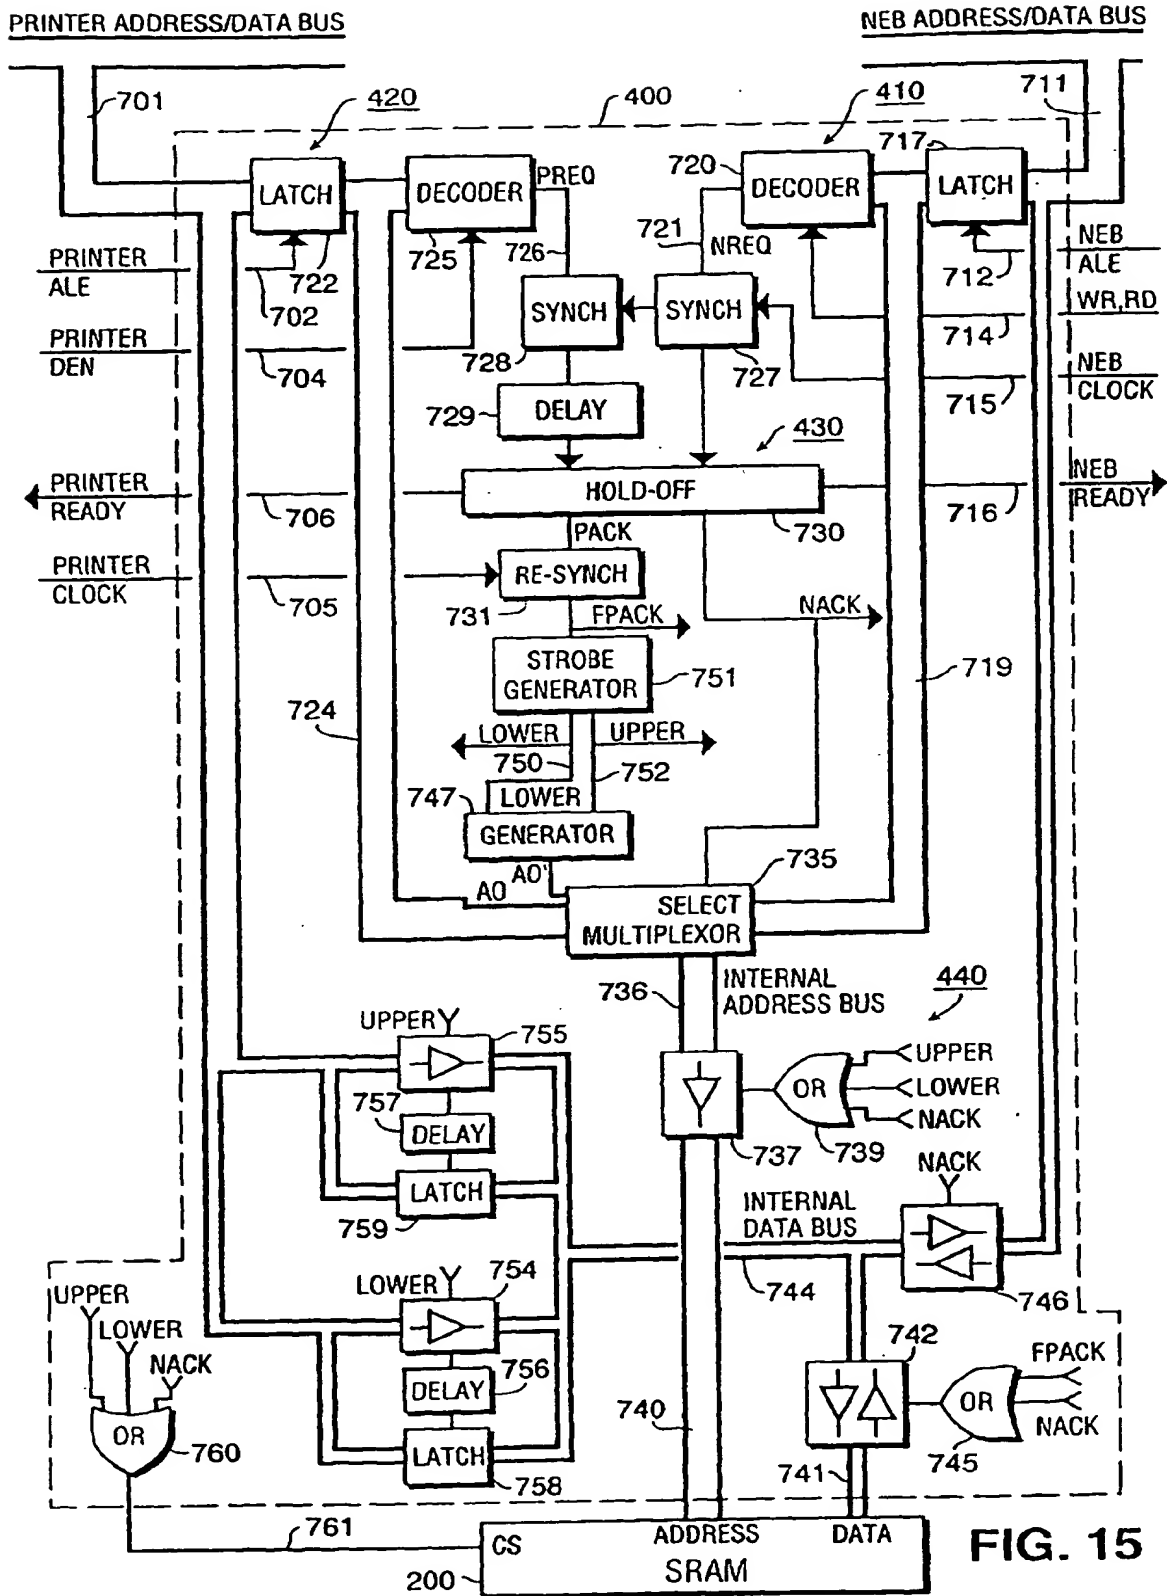 PRINTER ADDRESS/DATA BUS
NEB ADDRESS/DATA BUS
701
420
400
410
717
711
LATCH
DECODER
PREQ
720
DECODER
LATCH
722
725
726
721
NREQ
PRINTER
ALE
702
712
NEB
ALE
SYNCH
SYNCH
WR,RD
714
PRINTER
DEN
704
728
727
NEB
CLOCK
715
729
DELAY
430
PRINTER
READY
706
HOLD-OFF
730
716
NEB
READY
PACK
PRINTER
CLOCK
705
RE-SYNCH
731
FPACK
NACK
STROBE
GENERATOR
751
719
724
LOWER
UPPER
750
752
747
LOWER
GENERATOR
AO'
AO
735
SELECT
MULTIPLEXOR
736
INTERNAL
ADDRESS BUS
440
UPPER
755
OR
UPPER
LOWER
NACK
757
DELAY
737
739
LATCH
759
NACK
INTERNAL
DATA BUS
744
746
LOWER
754
UPPER
LOWER
NACK
756
DELAY
742
FPACK
OR
NACK
745
740
OR
760
LATCH
758
741
761
CS
ADDRESS
DATA
SRAM
200
FIG. 15